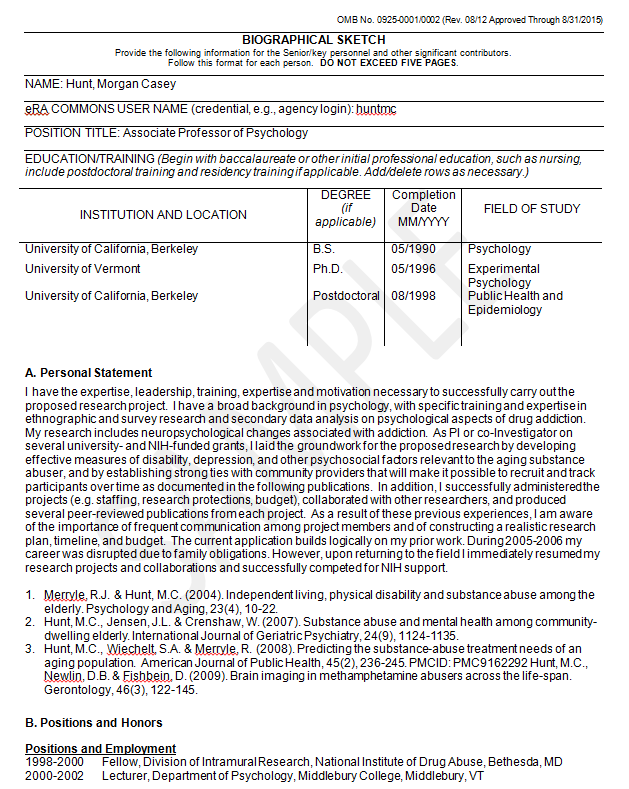 OMB No. 0925-0001/0002 (Rev. 08/12 Approved Through 8/31/2015)
BIOGRAPHICAL SKETCH
Provide the following information for the Senior/key personnel and other significant contributors.
Follow this format for each person. DO NOT EXCEED FIVE PAGES.
NAME: Hunt, Morgan Casey
eRA COMMONS USER NAME (credential, e.g., agency login): huntmc
POSITION TITLE: Associate Professor of Psychology
EDUCATION/TRAINING (Begin with baccalaureate or other initial professional education, such as nursing,
include postdoctoral training and residency training if applicable. Add/delete rows as necessary.)
INSTITUTION AND LOCATION
DEGREE
(if
applicable)
Completion
Date
MM/YYYY
FIELD OF STUDY
University of California, Berkeley B.S. 05/1990 Psychology
University of Vermont Ph.D. 05/1996 Experimental
Psychology
University of California, Berkeley Postdoctoral 08/1998 Public Health and
Epidemiology
SAMPLE
A. Personal Statement
I have the expertise, leadership, training, expertise and motivation necessary to successfully carry out the
proposed research project. I have a broad background in psychology, with specific training and expertise in
ethnographic and survey research and secondary data analysis on psychological aspects of drug addiction.
My research includes neuropsychological changes associated with addiction. As PI or co-Investigator on
several university- and NIH-funded grants, I laid the groundwork for the proposed research by developing
effective measures of disability, depression, and other psychosocial factors relevant to the aging substance
abuser, and by establishing strong ties with community providers that will make it possible to recruit and track
participants over time as documented in the following publications. In addition, I successfully administered the
projects (e.g. staffing, research protections, budget), collaborated with other researchers, and produced
several peer-reviewed publications from each project. As a result of these previous experiences, I am aware
of the importance of frequent communication among project members and of constructing a realistic research
plan, timeline, and budget. The current application builds logically on my prior work. During 2005-2006 my
career was disrupted due to family obligations. However, upon returning to the field I immediately resumed my
research projects and collaborations and successfully competed for NIH support.
1. Merryle, R.J. & Hunt, M.C. (2004). Independent living, physical disability and substance abuse among the
elderly. Psychology and Aging, 23(4), 10-22.
2. Hunt, M.C., Jensen, J.L. & Crenshaw, W. (2007). Substance abuse and mental health among community-
dwelling elderly. International Journal of Geriatric Psychiatry, 24(9), 1124-1135.
3. Hunt, M.C., Wiechelt, S.A. & Merryle, R. (2008). Predicting the substance-abuse treatment needs of an
aging population. American Journal of Public Health, 45(2), 236-245. PMCID: PMC9162292 Hunt, M.C.,
Newlin, D.B. & Fishbein, D. (2009). Brain imaging in methamphetamine abusers across the life-span.
Gerontology, 46(3), 122-145.
B. Positions and Honors
Positions and Employment
1998-2000 Fellow, Division of Intramural Research, National Institute of Drug Abuse, Bethesda, MD
2000-2002 Lecturer, Department of Psychology, Middlebury College, Middlebury, VT